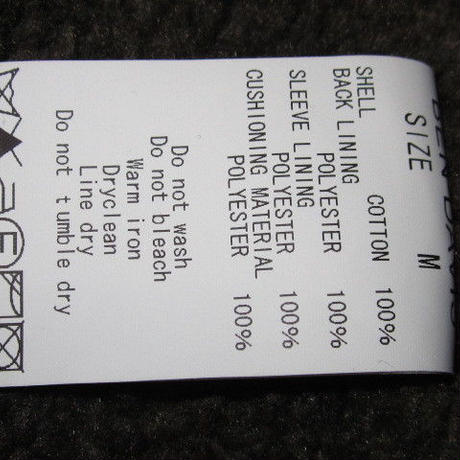 SIZE M
SHELL
COTTON 100%
BACK LINING
POLYESTER 100%
SLEEVE LINING
POLYESTER 100%
CUSHIONING MATERIAL
POLYESTER 100%
Do not wash
Do not bleach
Warm iron
Dryclean
Line dry
Do not tumble dry